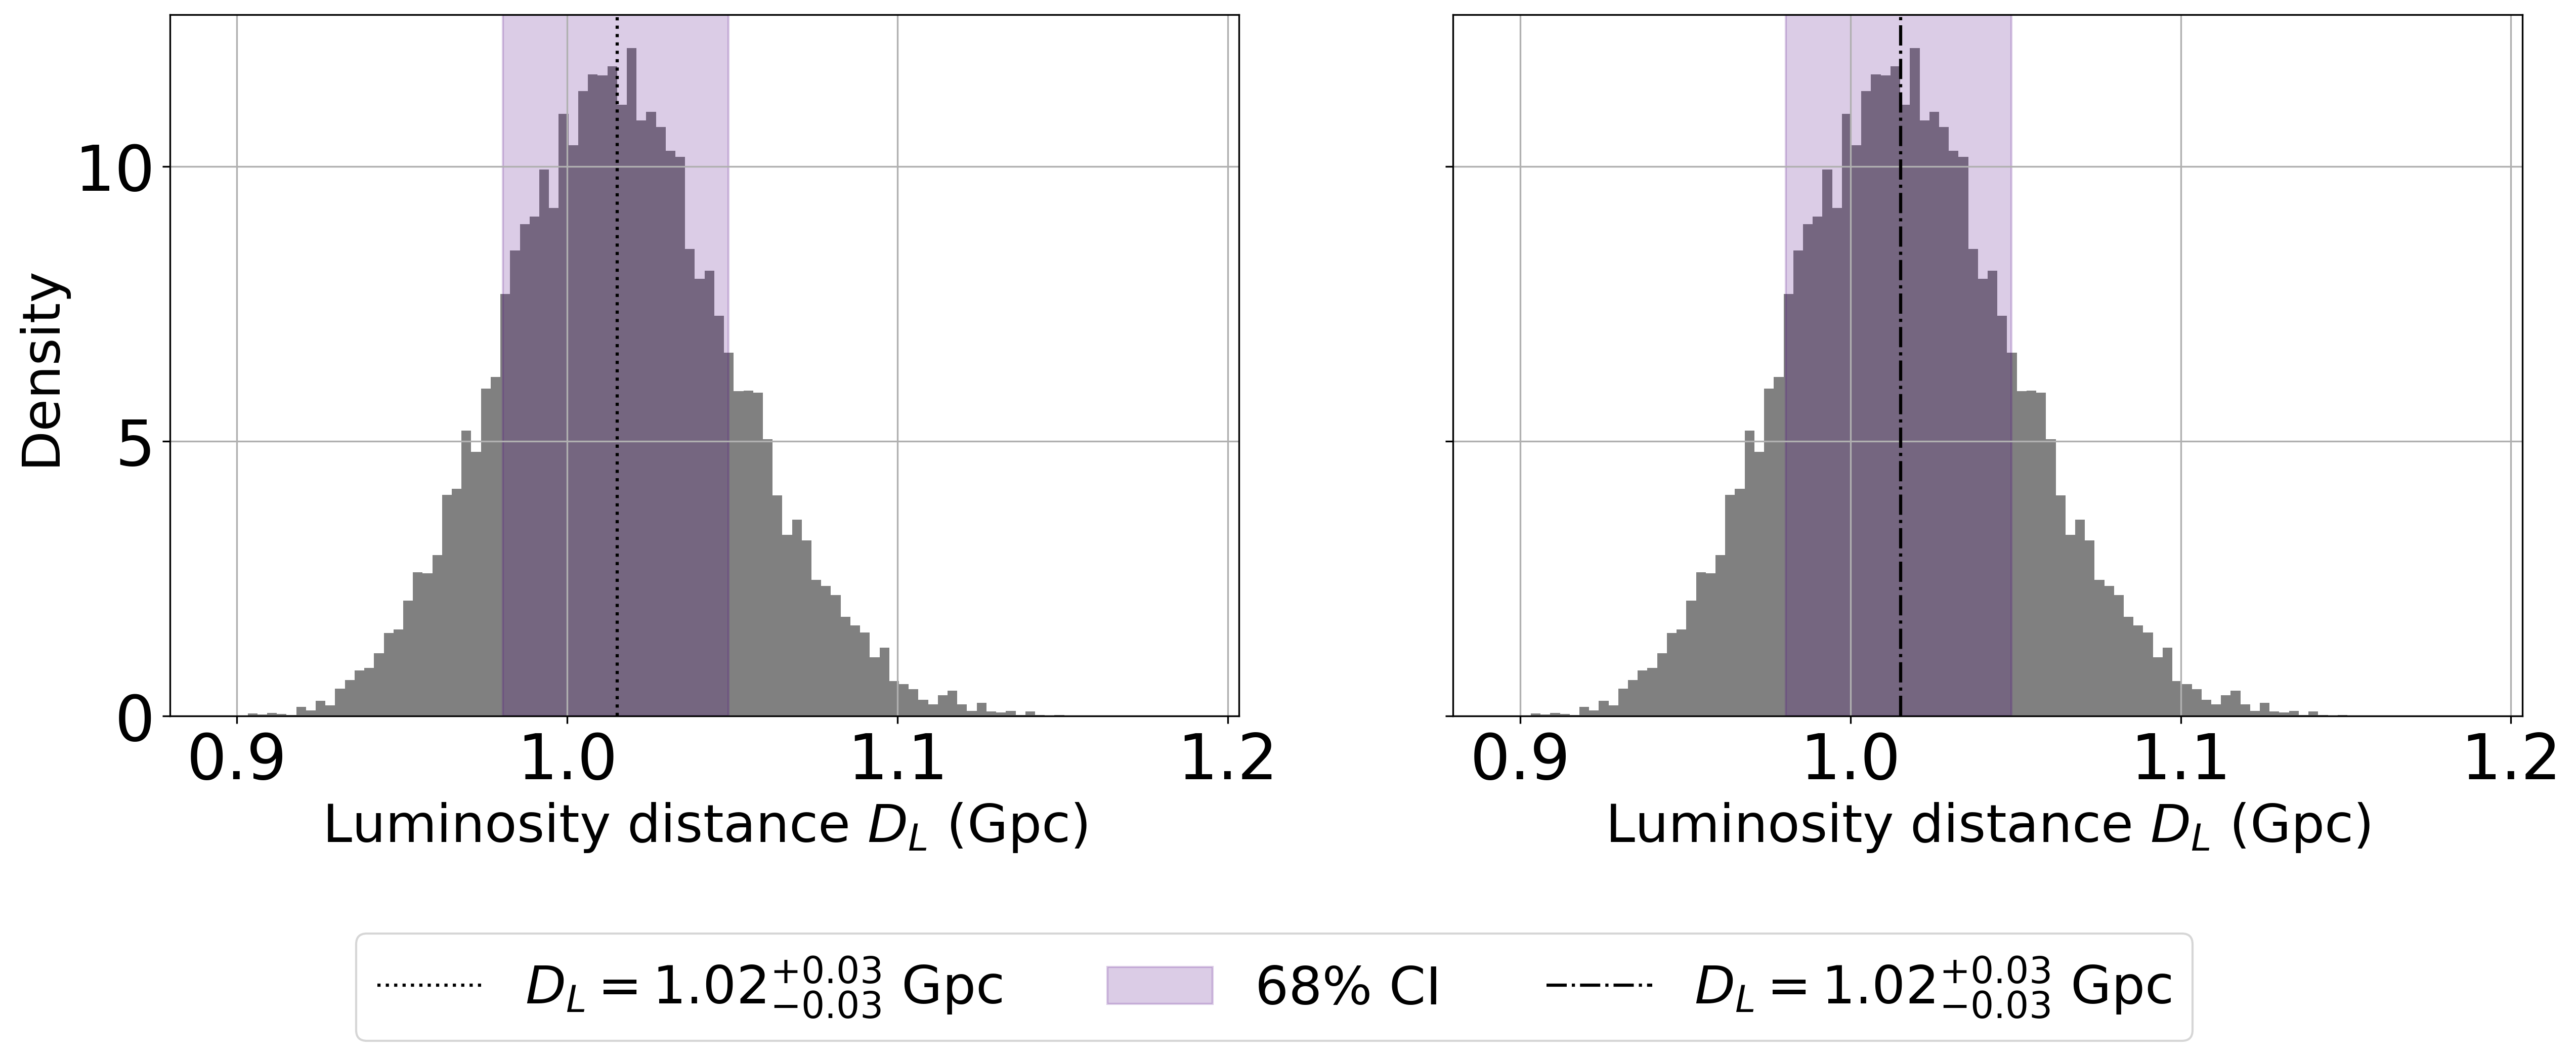 Density
10
5
0
0.9 1.0 1.1 1.2
Luminosity distance D_L (Gpc)
0.9 1.0 1.1 1.2
Luminosity distance D_L (Gpc)
D_L = 1.02^{+0.03}_{−0.03} Gpc
68% CI
D_L = 1.02^{+0.03}_{−0.03} Gpc